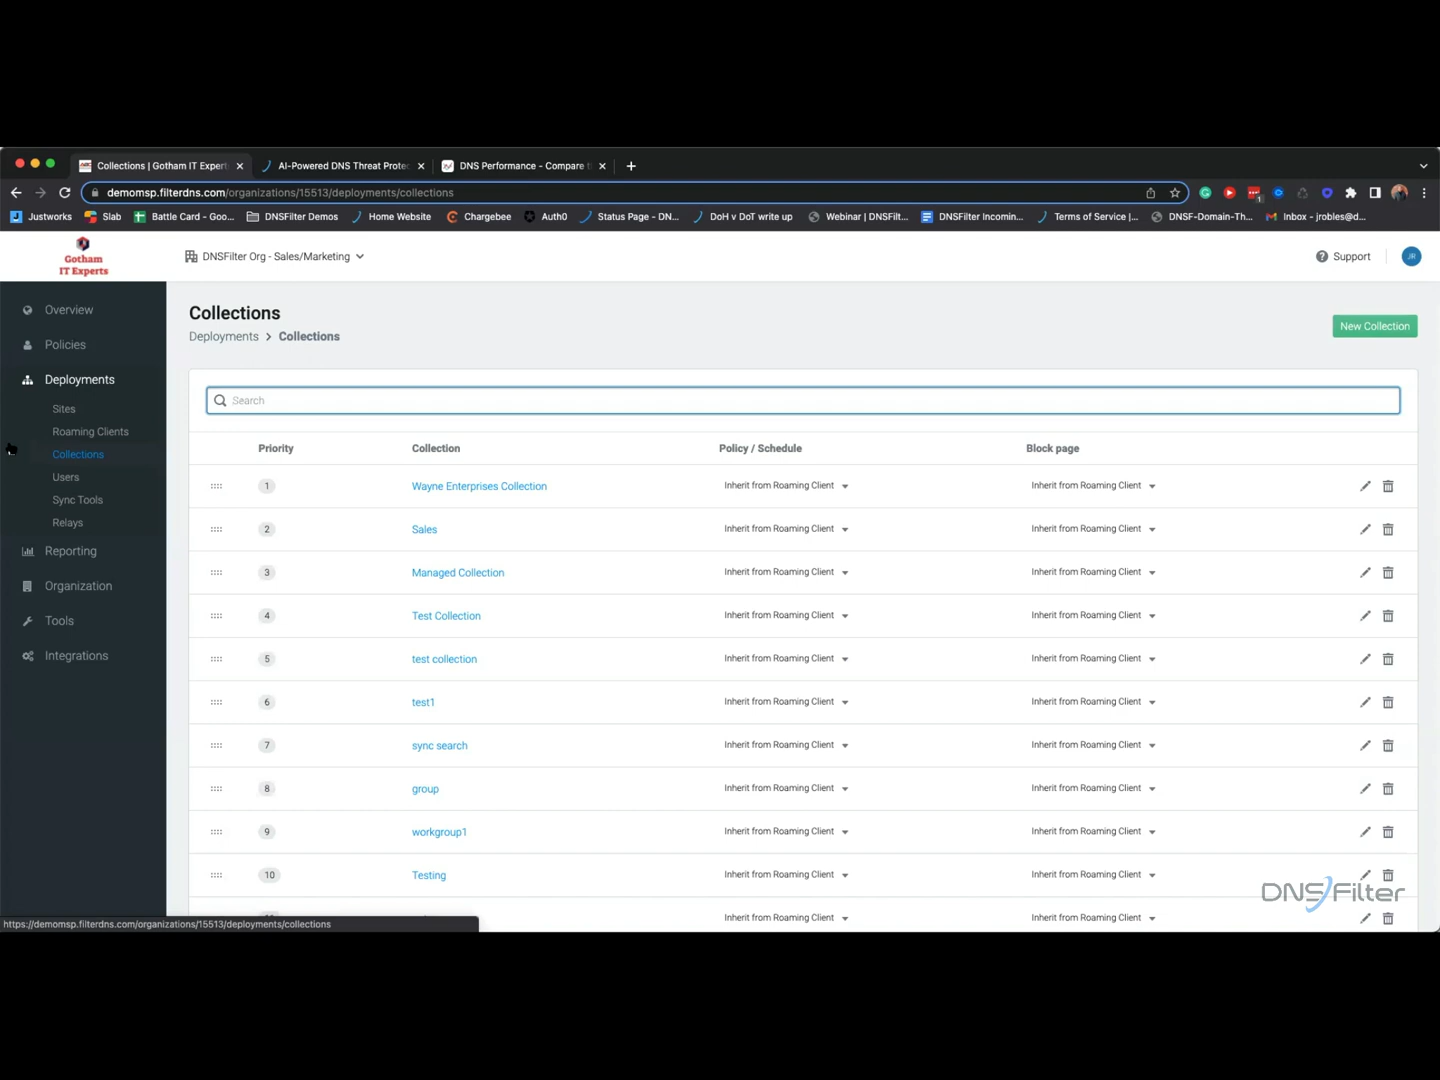 Collections | Gotham IT Expert
AI-Powered DNS Threat Protec
DNS Performance - Compare t
demomsp.filterdns.com/organizations/15513/deployments/collections
Justworks
Slab
Battle Card - Goo...
DNSFilter Demos
Home Website
Chargebee
Auth0
Status Page - DN...
DoH v DoT write up
Webinar | DNSFilt...
DNSFilter Incomin...
Terms of Service |...
DNSF-Domain-Th...
Inbox - jrobles@d...
Gotham
IT Experts
DNSFilter Org - Sales/Marketing
Support
JR
Overview
Policies
Deployments
Sites
Roaming Clients
Collections
Users
Sync Tools
Relays
Reporting
Organization
Tools
Integrations
Collections
Deployments > Collections
New Collection
Search
Priority Collection Policy / Schedule Block page
1 Wayne Enterprises Collection Inherit from Roaming Client Inherit from Roaming Client
2 Sales Inherit from Roaming Client Inherit from Roaming Client
3 Managed Collection Inherit from Roaming Client Inherit from Roaming Client
4 Test Collection Inherit from Roaming Client Inherit from Roaming Client
5 test collection Inherit from Roaming Client Inherit from Roaming Client
6 test1 Inherit from Roaming Client Inherit from Roaming Client
7 sync search Inherit from Roaming Client Inherit from Roaming Client
8 group Inherit from Roaming Client Inherit from Roaming Client
9 workgroup1 Inherit from Roaming Client Inherit from Roaming Client
10 Testing Inherit from Roaming Client Inherit from Roaming Client
Inherit from Roaming Client Inherit from Roaming Client
DNSFilter
https://demomsp.filterdns.com/organizations/15513/deployments/collections